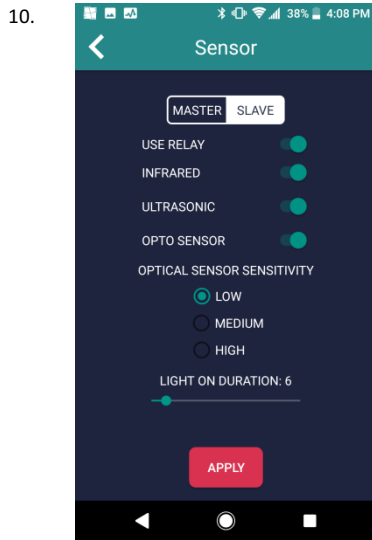 10.
38% 4:08 PM
Sensor
MASTER SLAVE
USE RELAY
INFRARED
ULTRASONIC
OPTO SENSOR
OPTICAL SENSOR SENSITIVITY
LOW
MEDIUM
HIGH
LIGHT ON DURATION: 6
APPLY